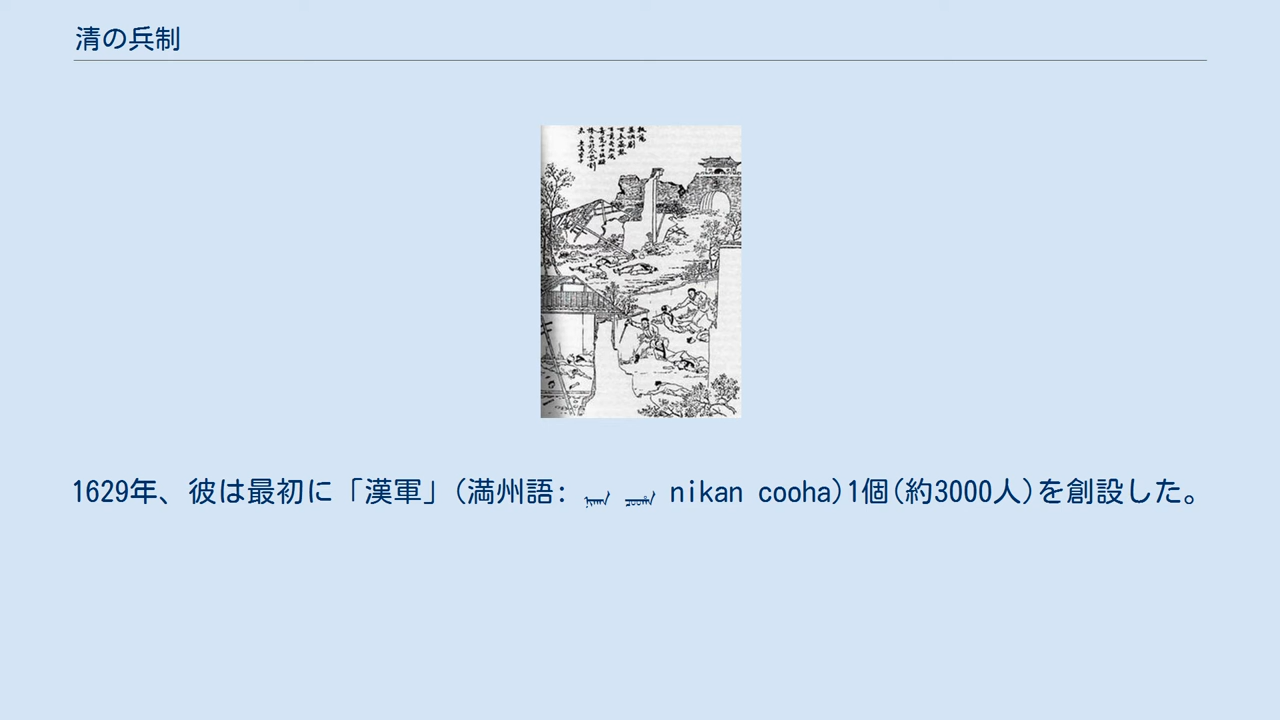 清の兵制
1629年、彼は最初に「漢軍」(満州語: nikan cooha)1個(約3000人)を創設した。